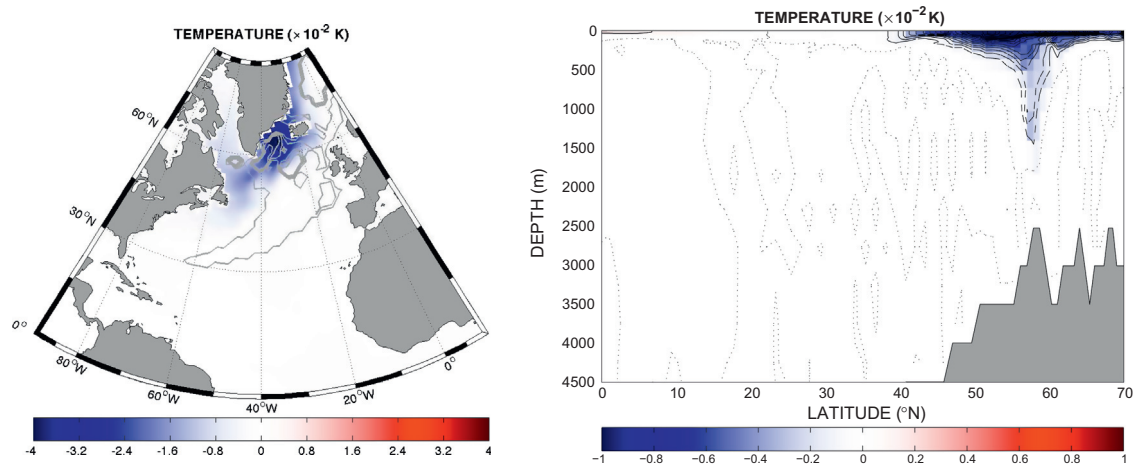 TEMPERATURE (×10⁻² K)
60°N
30°N
0°
80°W
60°W
40°W
20°W
0°
-4 -3.2 -2.4 -1.6 -0.8 0 0.8 1.6 2.4 3.2 4
TEMPERATURE (×10⁻² K)
0
500
1000
1500
2000
2500
3000
3500
4000
4500
DEPTH (m)
0 10 20 30 40 50 60 70
LATITUDE (°N)
−1 −0.8 −0.6 −0.4 −0.2 0 0.2 0.4 0.6 0.8 1